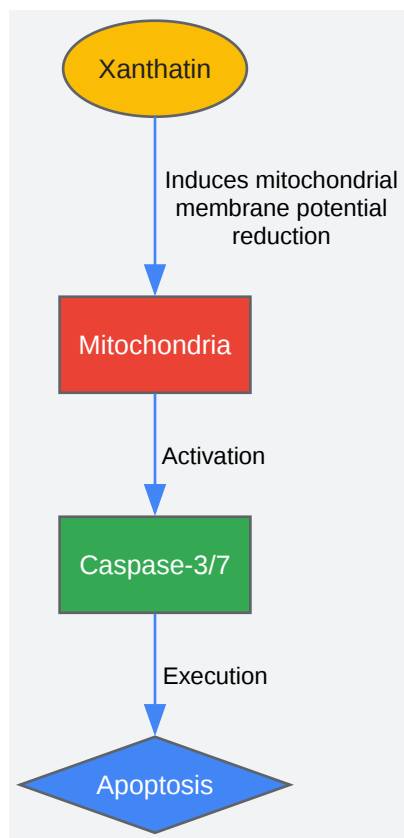 Xanthatin
Induces mitochondrial
membrane potential
reduction
Mitochondria
Activation
Caspase-3/7
Execution
Apoptosis